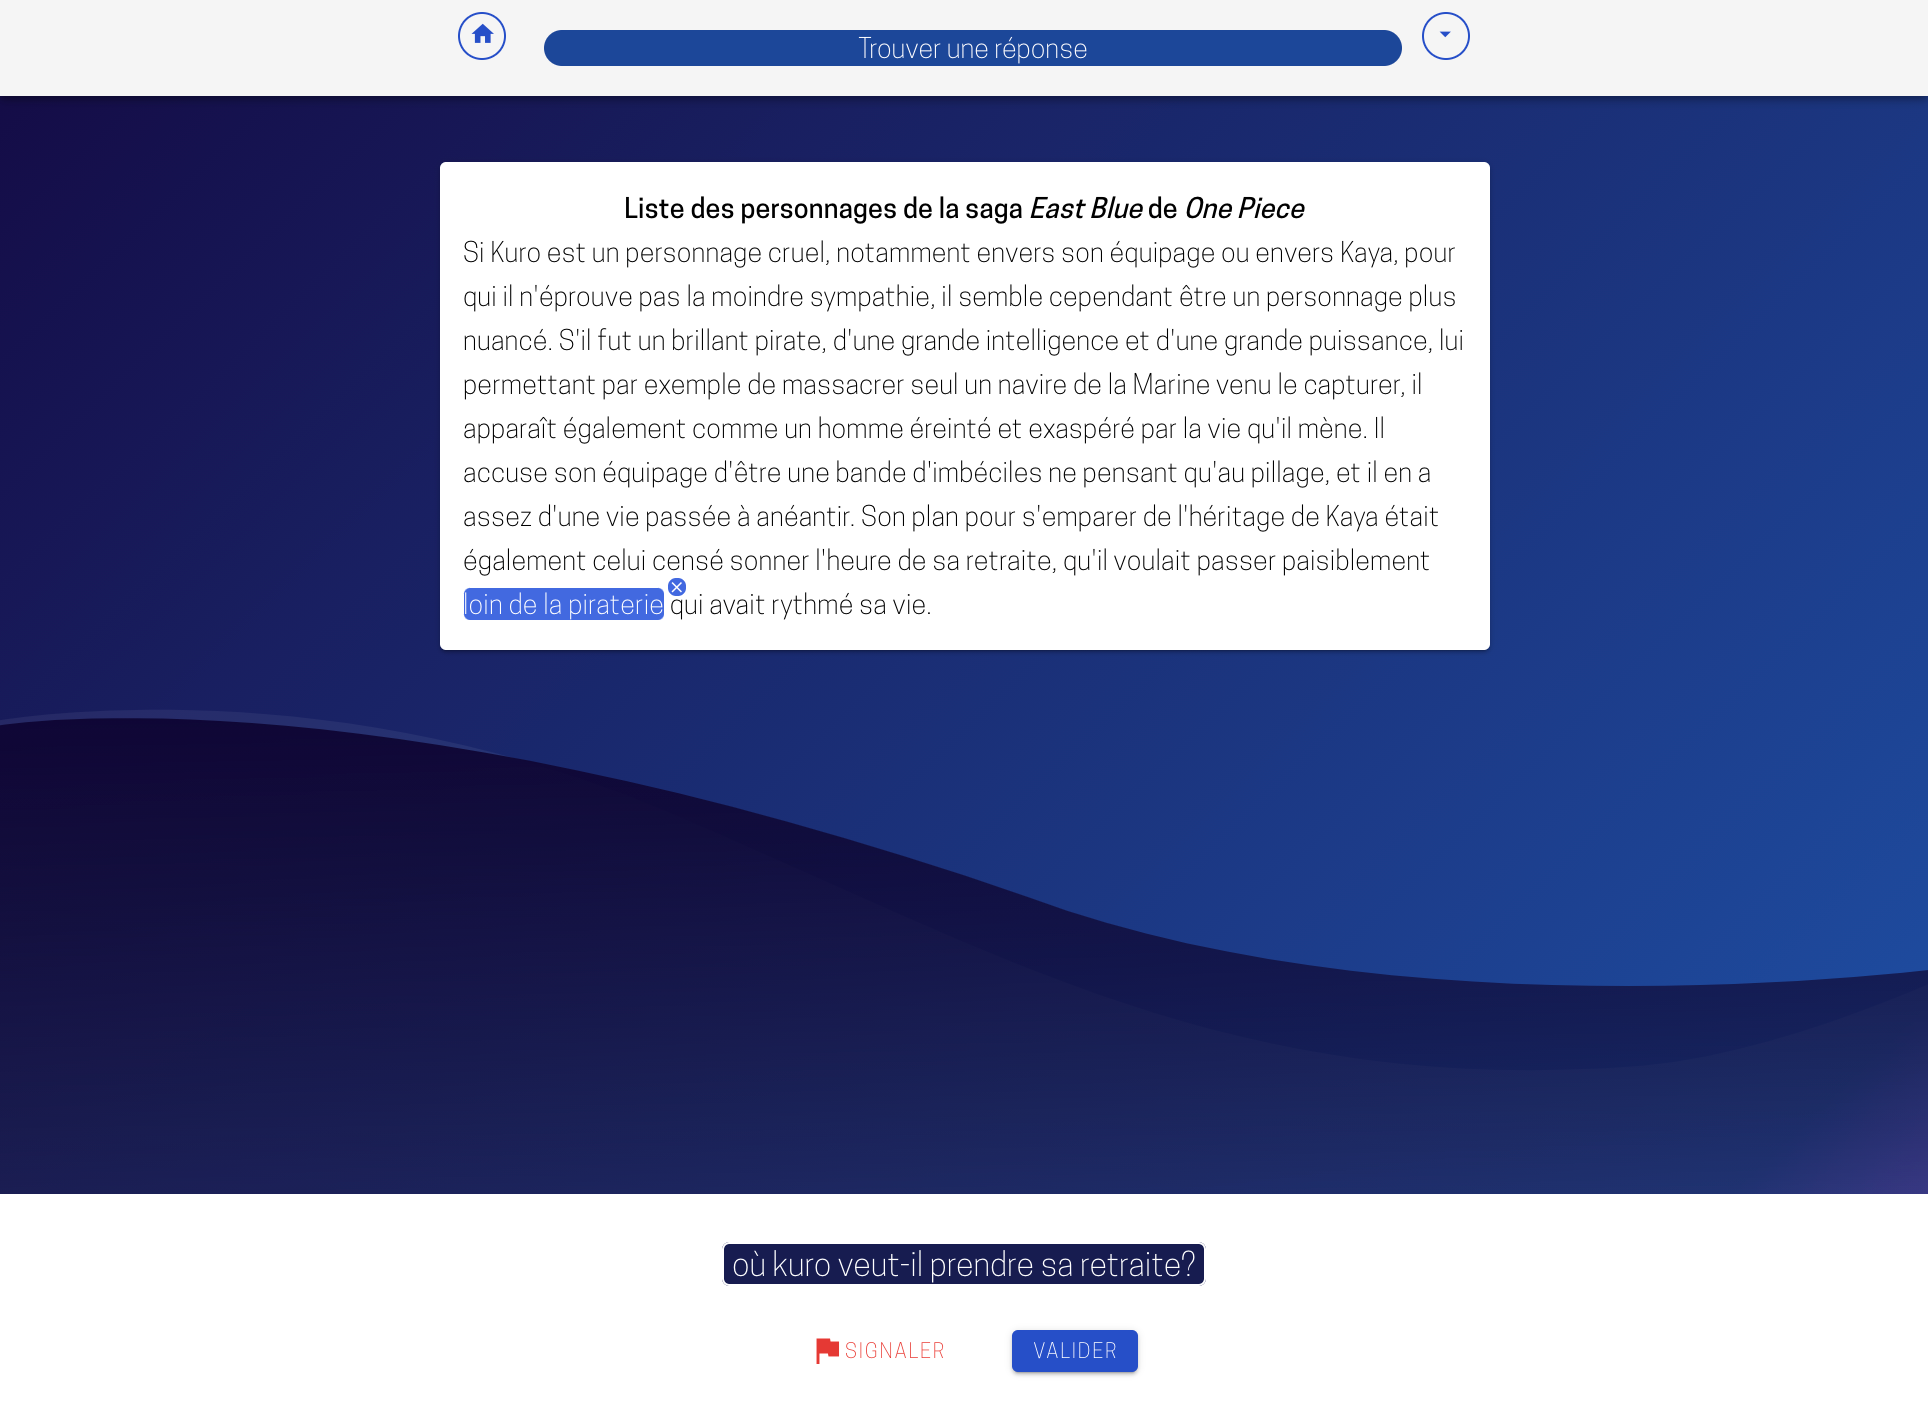 Trouver une réponse
Liste des personnages de la saga East Blue de One Piece
Si Kuro est un personnage cruel, notamment envers son équipage ou envers Kaya, pour
qui il n'éprouve pas la moindre sympathie, il semble cependant être un personnage plus
nuancé. S'il fut un brillant pirate, d'une grande intelligence et d'une grande puissance, lui
permettant par exemple de massacrer seul un navire de la Marine venu le capturer, il
apparaît également comme un homme éreinté et exaspéré par la vie qu'il mène. Il
accuse son équipage d'être une bande d'imbéciles ne pensant qu'au pillage, et il en a
assez d'une vie passée à anéantir. Son plan pour s'emparer de l'héritage de Kaya était
également celui censé sonner l'heure de sa retraite, qu'il voulait passer paisiblement
loin de la piraterie qui avait rythmé sa vie.
où kuro veut-il prendre sa retraite?
SIGNALER
VALIDER